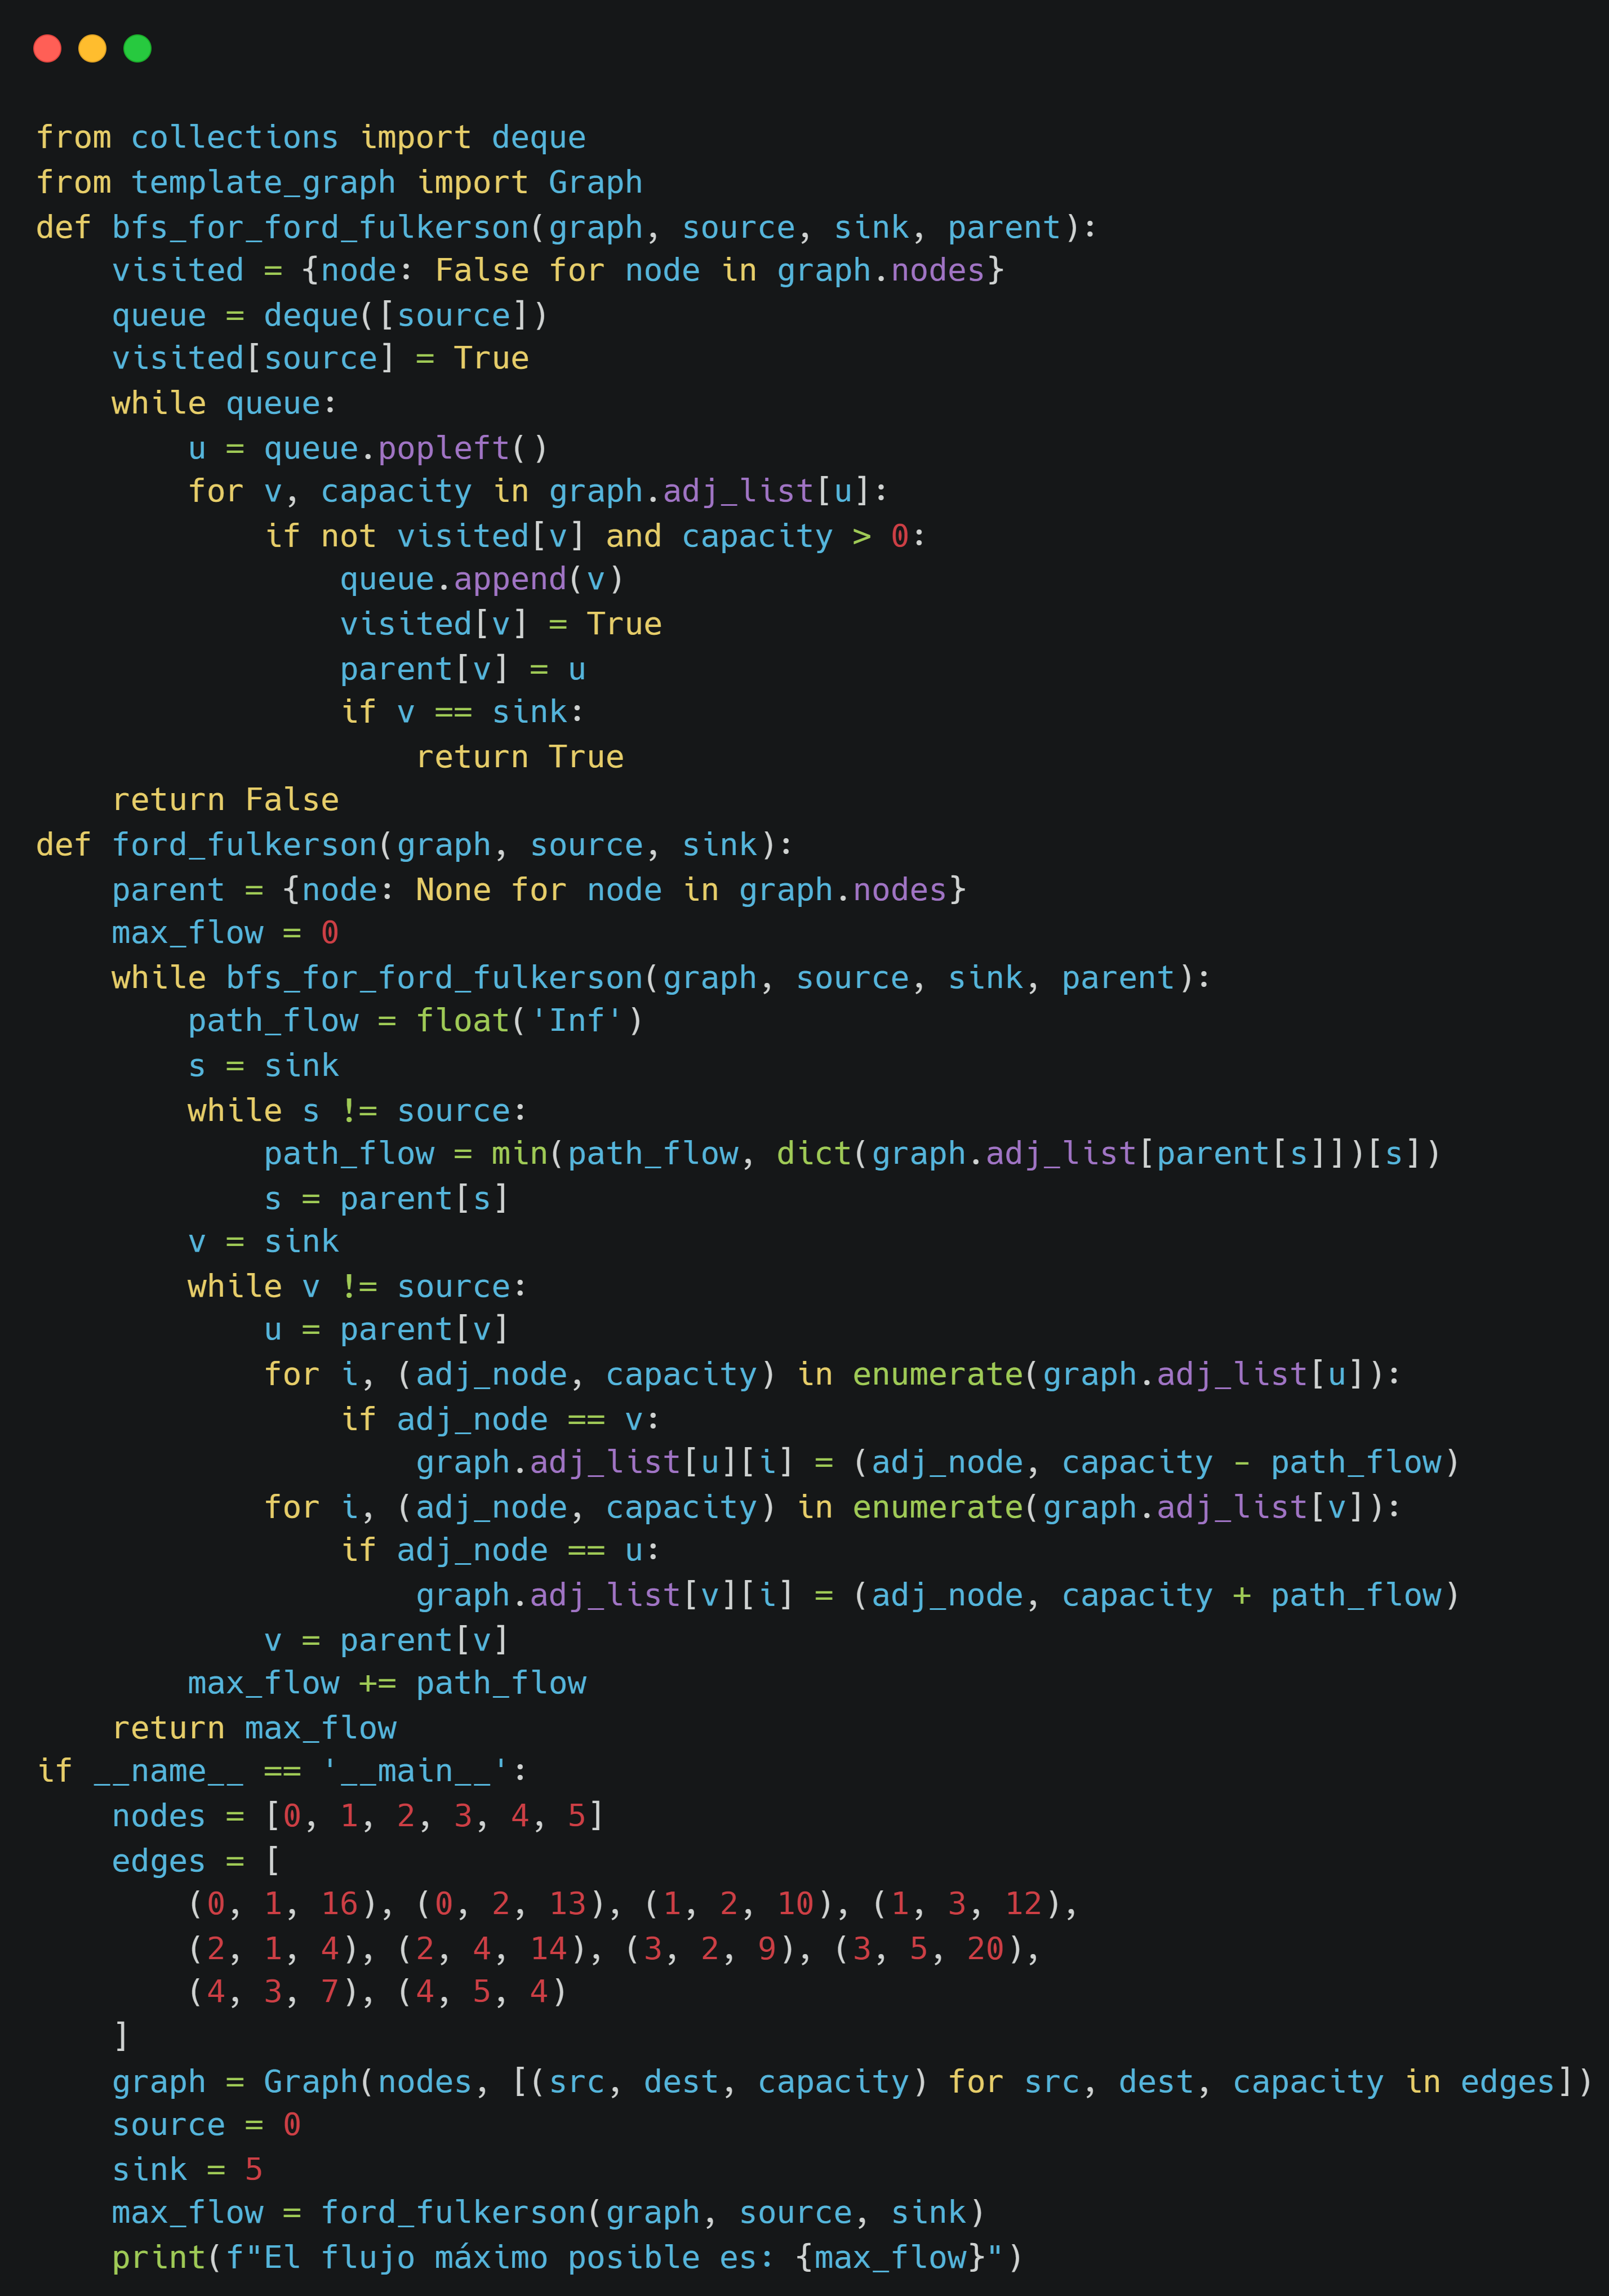 from collections import deque
from template_graph import Graph
def bfs_for_ford_fulkerson(graph, source, sink, parent):
    visited = {node: False for node in graph.nodes}
    queue = deque([source])
    visited[source] = True
    while queue:
        u = queue.popleft()
        for v, capacity in graph.adj_list[u]:
            if not visited[v] and capacity > 0:
                queue.append(v)
                visited[v] = True
                parent[v] = u
                if v == sink:
                    return True
    return False
def ford_fulkerson(graph, source, sink):
    parent = {node: None for node in graph.nodes}
    max_flow = 0
    while bfs_for_ford_fulkerson(graph, source, sink, parent):
        path_flow = float('Inf')
        s = sink
        while s != source:
            path_flow = min(path_flow, dict(graph.adj_list[parent[s]])[s])
            s = parent[s]
        v = sink
        while v != source:
            u = parent[v]
            for i, (adj_node, capacity) in enumerate(graph.adj_list[u]):
                if adj_node == v:
                    graph.adj_list[u][i] = (adj_node, capacity - path_flow)
            for i, (adj_node, capacity) in enumerate(graph.adj_list[v]):
                if adj_node == u:
                    graph.adj_list[v][i] = (adj_node, capacity + path_flow)
            v = parent[v]
        max_flow += path_flow
    return max_flow
if __name__ == '__main__':
    nodes = [0, 1, 2, 3, 4, 5]
    edges = [
        (0, 1, 16), (0, 2, 13), (1, 2, 10), (1, 3, 12),
        (2, 1, 4), (2, 4, 14), (3, 2, 9), (3, 5, 20),
        (4, 3, 7), (4, 5, 4)
    ]
    graph = Graph(nodes, [(src, dest, capacity) for src, dest, capacity in edges])
    source = 0
    sink = 5
    max_flow = ford_fulkerson(graph, source, sink)
    print(f"El flujo máximo posible es: {max_flow}")